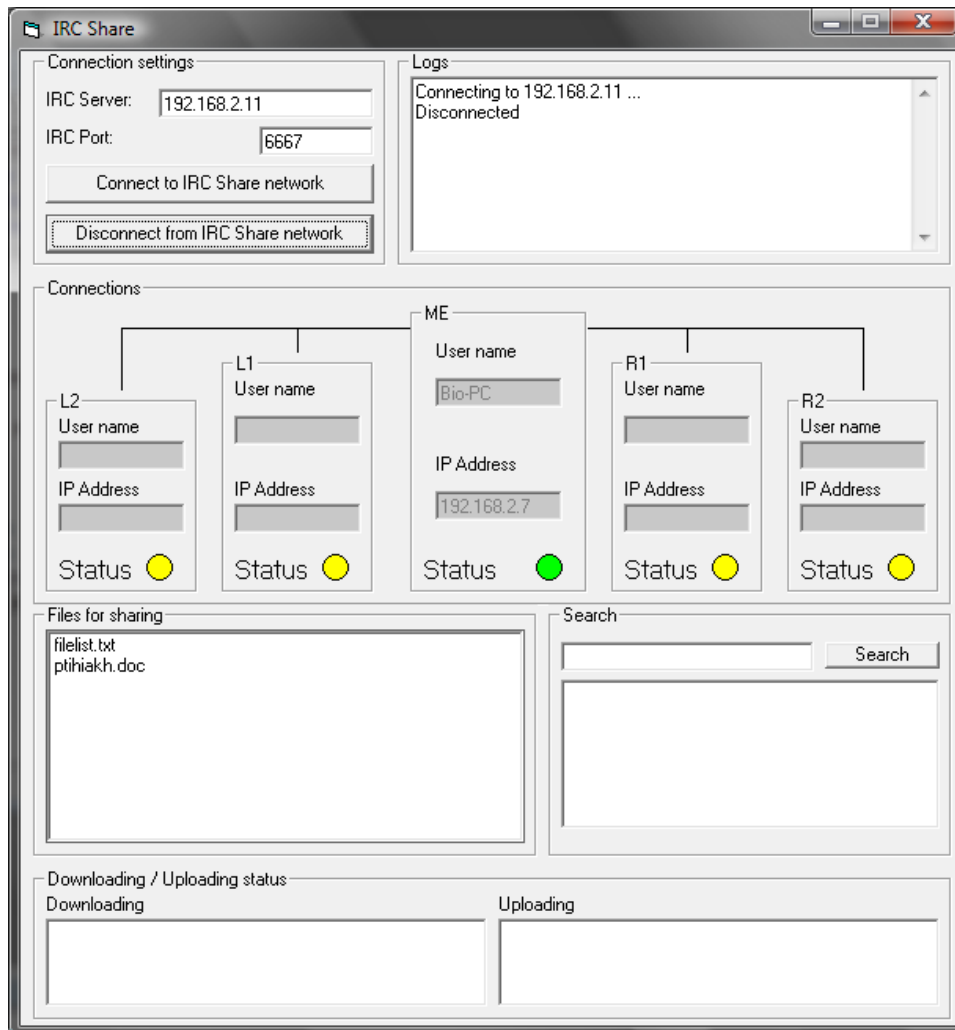 IRC Share
Connection settings
IRC Server: 192.168.2.11
IRC Port: 6667
Connect to IRC Share network
Disconnect from IRC Share network
Logs
Connecting to 192.168.2.11 ...
Disconnected
Connections
L2
User name
IP Address
Status
L1
User name
IP Address
Status
ME
User name
Bio-PC
IP Address
192.168.2.7
Status
R1
User name
IP Address
Status
R2
User name
IP Address
Status
Files for sharing
filelist.txt
ptihiakh.doc
Search
Search
Downloading / Uploading status
Downloading
Uploading